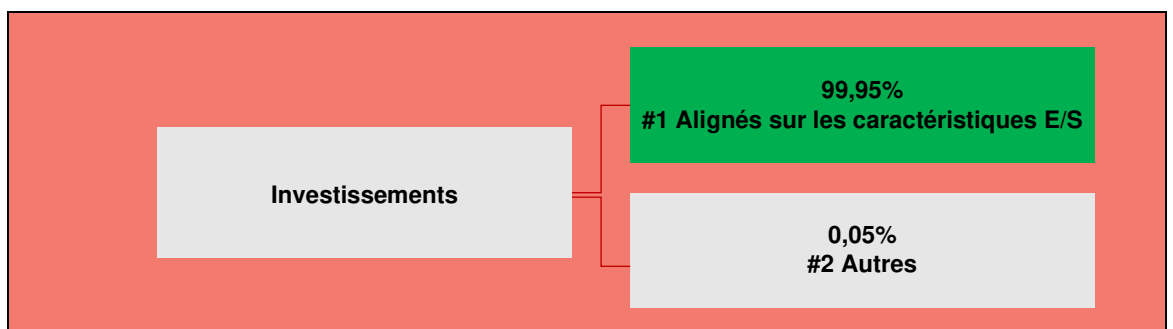 99,95%
#1 Alignés sur les caractéristiques E/S
Investissements
0,05%
#2 Autres